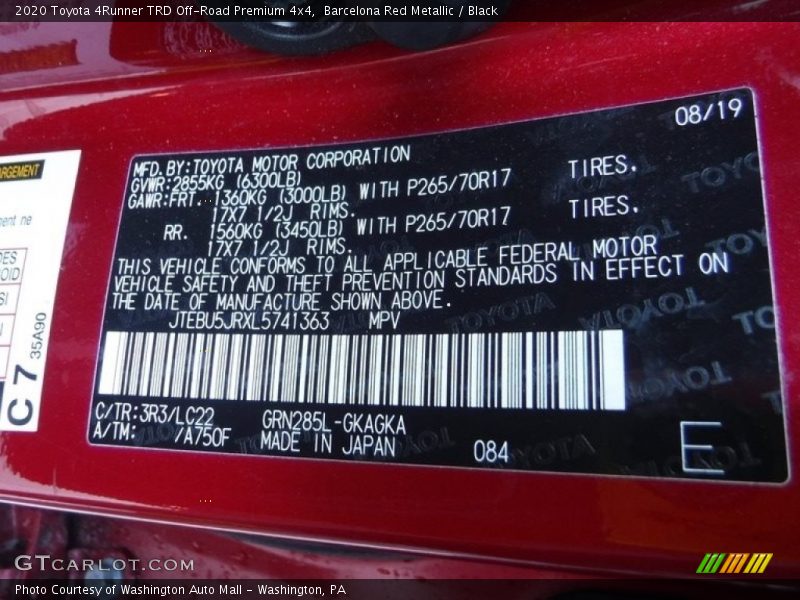 2020 Toyota 4Runner TRD Off-Road Premium 4x4,  Barcelona Red Metallic / Black
08/19
MFD.BY:TOYOTA MOTOR CORPORATION
GVWR:2855KG (6300LB)
GAWR:FRT. 1360KG (3000LB) WITH P265/70R17 TIRES.
17X7 1/2J RIMS.
RR. 1560KG (3450LB) WITH P265/70R17 TIRES.
17X7 1/2J RIMS.
THIS VEHICLE CONFORMS TO ALL APPLICABLE FEDERAL MOTOR
VEHICLE SAFETY AND THEFT PREVENTION STANDARDS IN EFFECT ON
THE DATE OF MANUFACTURE SHOWN ABOVE.
JTEBU5JRXL5741363 MPV
C/TR:3R3/LC22 GRN285L-GKAGKA
A/TM: /A750F MADE IN JAPAN 084 E
C7 35A90
TOYOTA
TOYOTA
TOYOTA
TOYOTA
GTCARLOT.COM
Photo Courtesy of Washington Auto Mall - Washington, PA